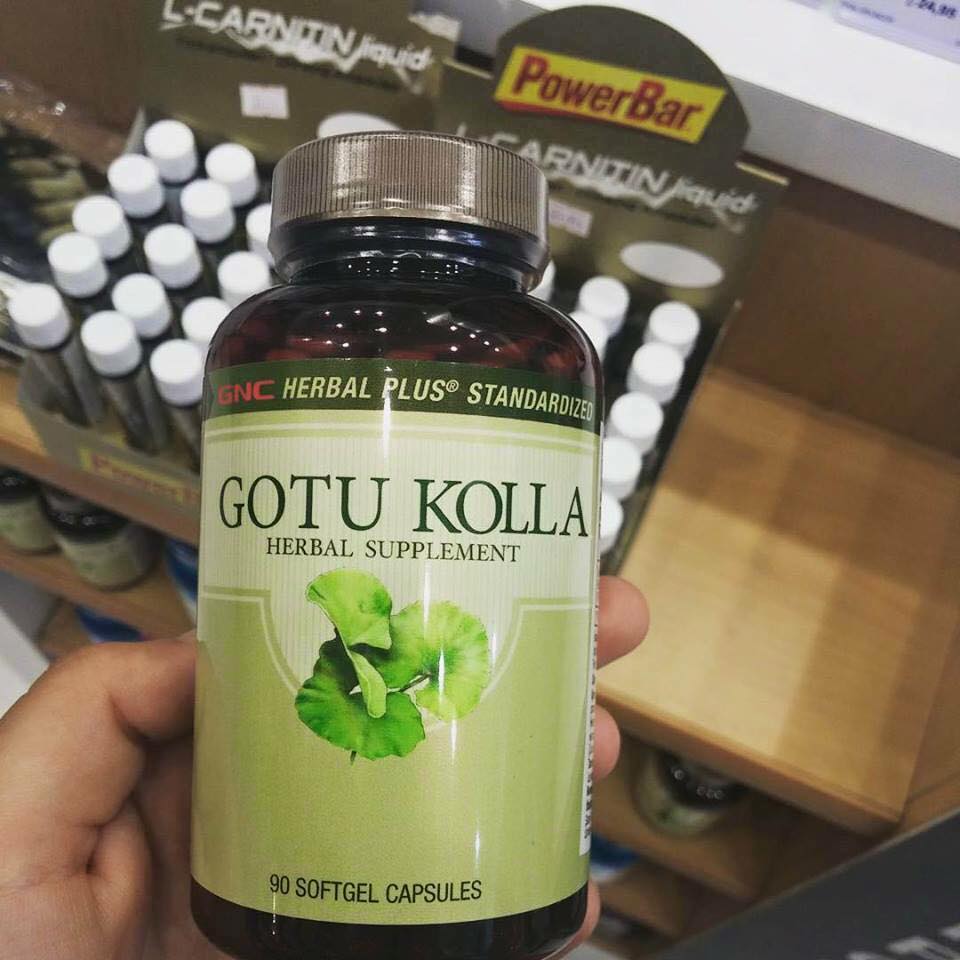 L-CARNITIN liquid
PowerBar
L-CARNITIN liquid
GNC HERBAL PLUS® STANDARDIZED
GOTU KOLLA
HERBAL SUPPLEMENT
90 SOFTGEL CAPSULES